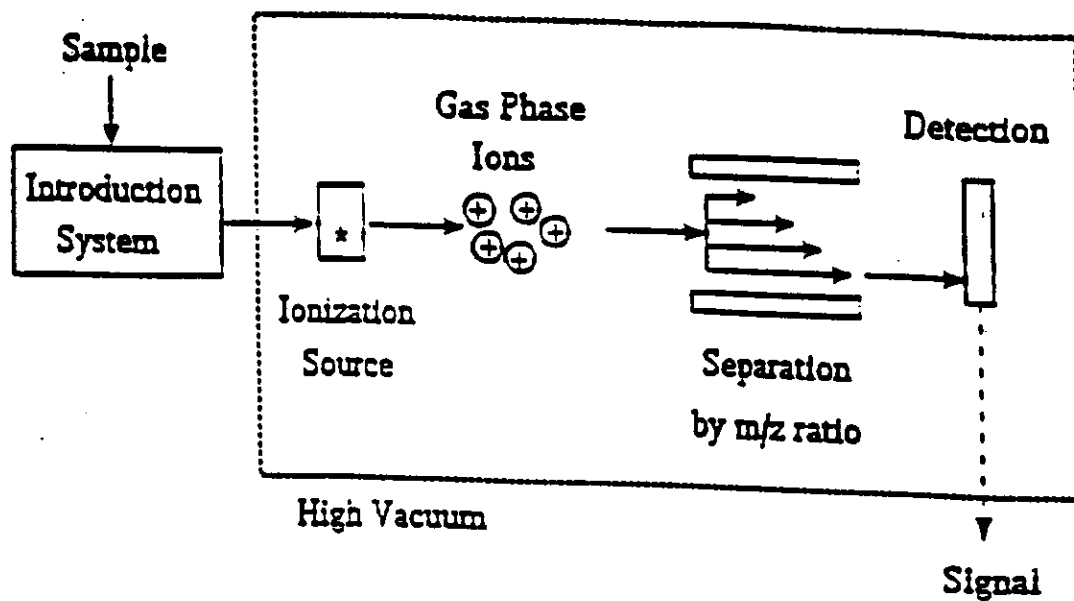 Sample
Introduction
System
Ionization
Source
Gas Phase
Ions
Separation
by m/z ratio
Detection
High Vacuum
Signal